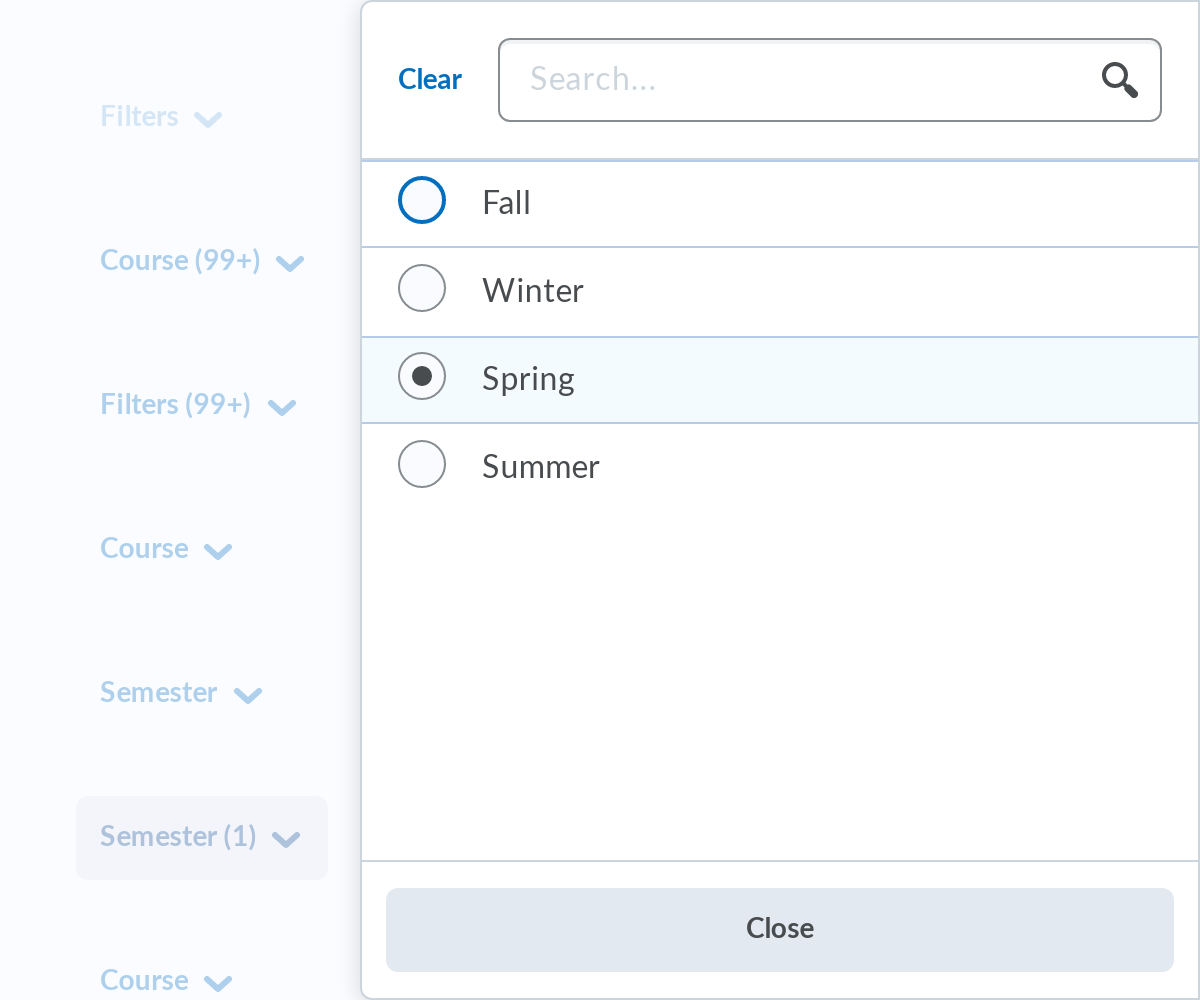 Filters
Course (99+)
Filters (99+)
Course
Semester
Semester (1)
Course
Clear
Search...
Fall
Winter
Spring
Summer
Close